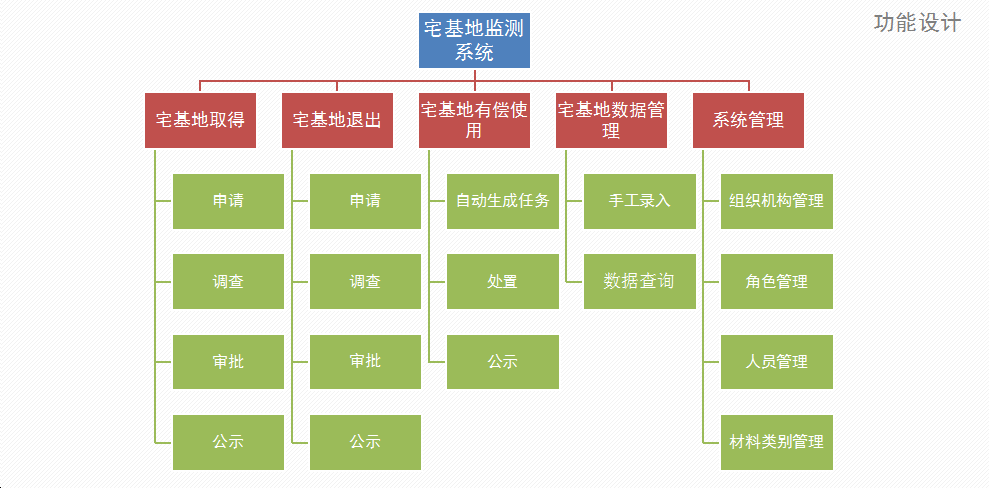 功能设计
宅基地监测
系统
宅基地取得
宅基地退出
宅基地有偿使
用
宅基地数据管
理
系统管理
申请
申请
自动生成任务
手工录入
组织机构管理
调查
调查
处置
数据查询
角色管理
审批
审批
公示
人员管理
公示
公示
材料类别管理